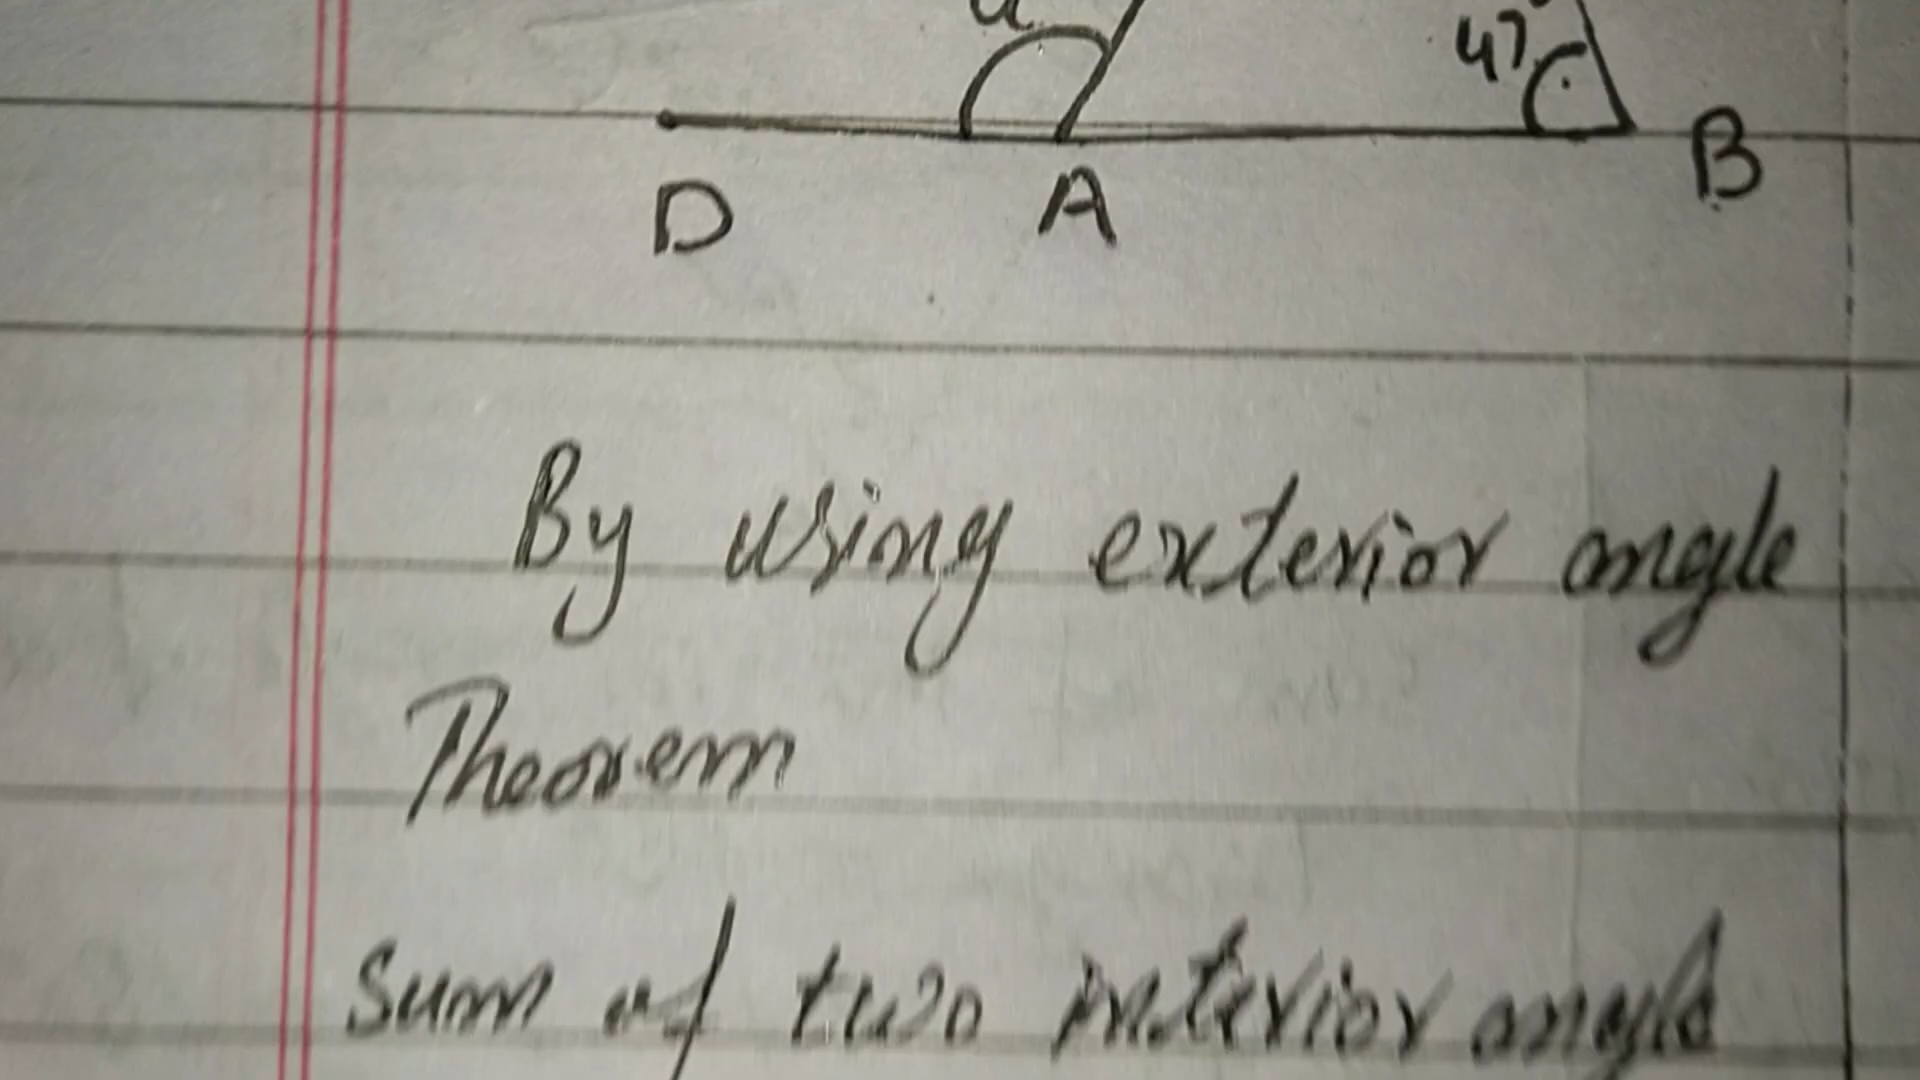 a 47°
D A B
By using exterior angle
Theorem
Sum of two interior angle